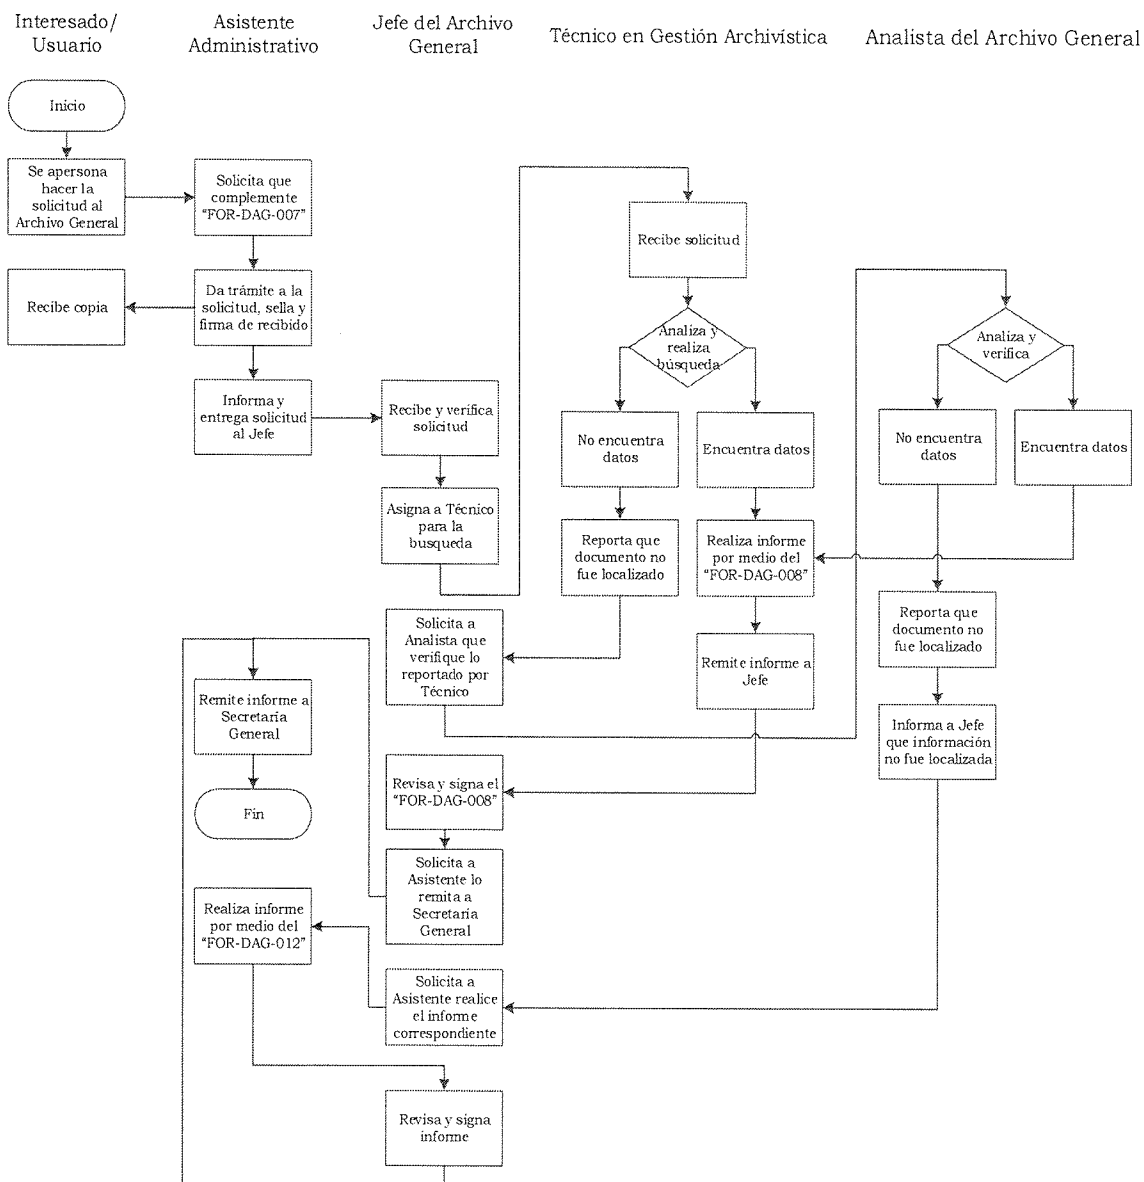 Interesado/
Usuario
Asistente
Administrativo
Jefe del Archivo
General
Técnico en Gestión Archivística
Analista del Archivo General
Inicio
Se apersona
hacer la
solicitud al
Archivo General
Solicita que
complemente
"FOR-DAG-007"
Recibe solicitud
Recibe copia
Da trámite a la
solicitud, sella y
firma de recibido
Analiza y
realiza
búsqueda
Analiza y
verifica
Informa y
entrega solicitud
al Jefe
Recibe y verifica
solicitud
No encuentra
datos
Encuentra datos
No encuentra
datos
Encuentra datos
Asigna a Técnico
para la
busqueda
Reporta que
documento no
fue localizado
Realiza informe
por medio del
"FOR-DAG-008"
Reporta que
documento no
fue localizado
Solicita a
Analista que
verifique lo
reportado por
Técnico
Remite informe a
Jefe
Remite informe a
Secretaría
General
Informa a Jefe
que información
no fue localizada
Fin
Revisa y signa el
"FOR-DAG-008"
Solicita a
Asistente lo
remita a
Secretaría
General
Realiza informe
por medio del
"FOR-DAG-012"
Solicita a
Asistente realice
el informe
correspondiente
Revisa y signa
informe